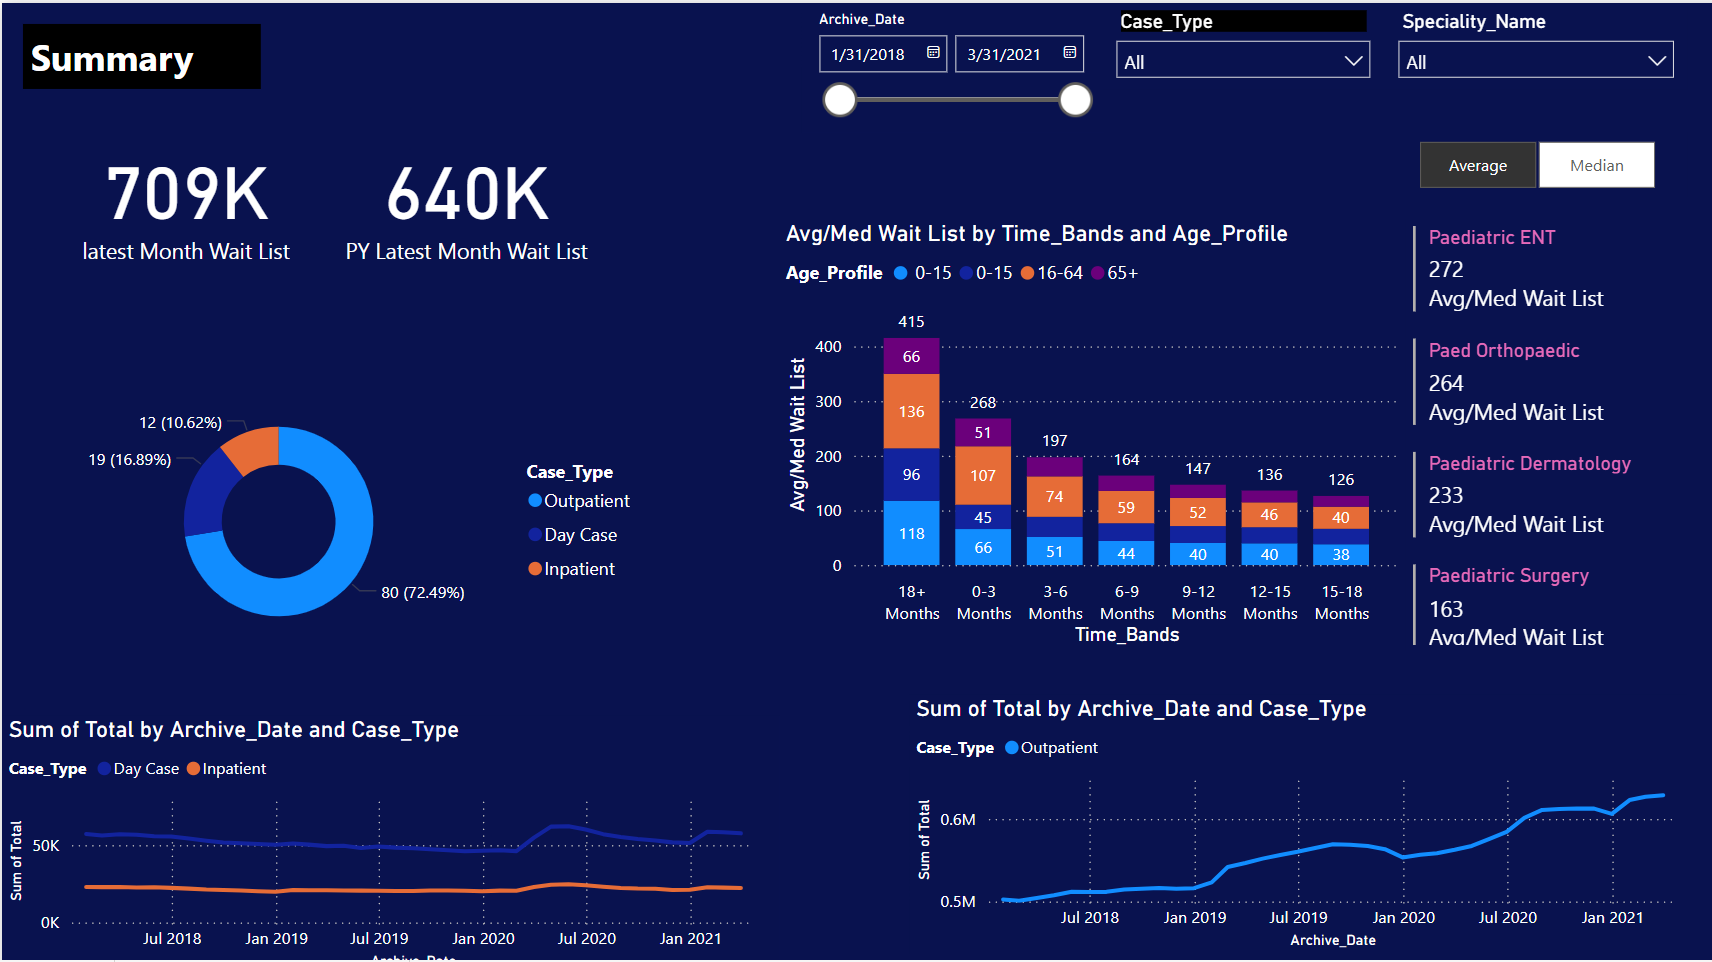 Summary
Archive_Date
1/31/2018
3/31/2021
Case_Type
All
Speciality_Name
All
Average
Median
709K
latest Month Wait List
640K
PY Latest Month Wait List
12 (10.62%)
19 (16.89%)
80 (72.49%)
Case_Type
Outpatient
Day Case
Inpatient
Avg/Med Wait List by Time_Bands and Age_Profile
Age_Profile 0-15 0-15 16-64 65+
Avg/Med Wait List
400
300
200
100
0
415
66
136
96
118
268
51
107
45
66
197
74
51
164
59
44
147
52
40
136
46
40
126
40
38
18+ Months
0-3 Months
3-6 Months
6-9 Months
9-12 Months
12-15 Months
15-18 Months
Time_Bands
Paediatric ENT
272
Avg/Med Wait List
Paed Orthopaedic
264
Avg/Med Wait List
Paediatric Dermatology
233
Avg/Med Wait List
Paediatric Surgery
163
Avg/Med Wait List
Sum of Total by Archive_Date and Case_Type
Case_Type Day Case Inpatient
Sum of Total
50K
0K
Jul 2018 Jan 2019 Jul 2019 Jan 2020 Jul 2020 Jan 2021
Archive_Date
Sum of Total by Archive_Date and Case_Type
Case_Type Outpatient
Sum of Total
0.6M
0.5M
Jul 2018 Jan 2019 Jul 2019 Jan 2020 Jul 2020 Jan 2021
Archive_Date